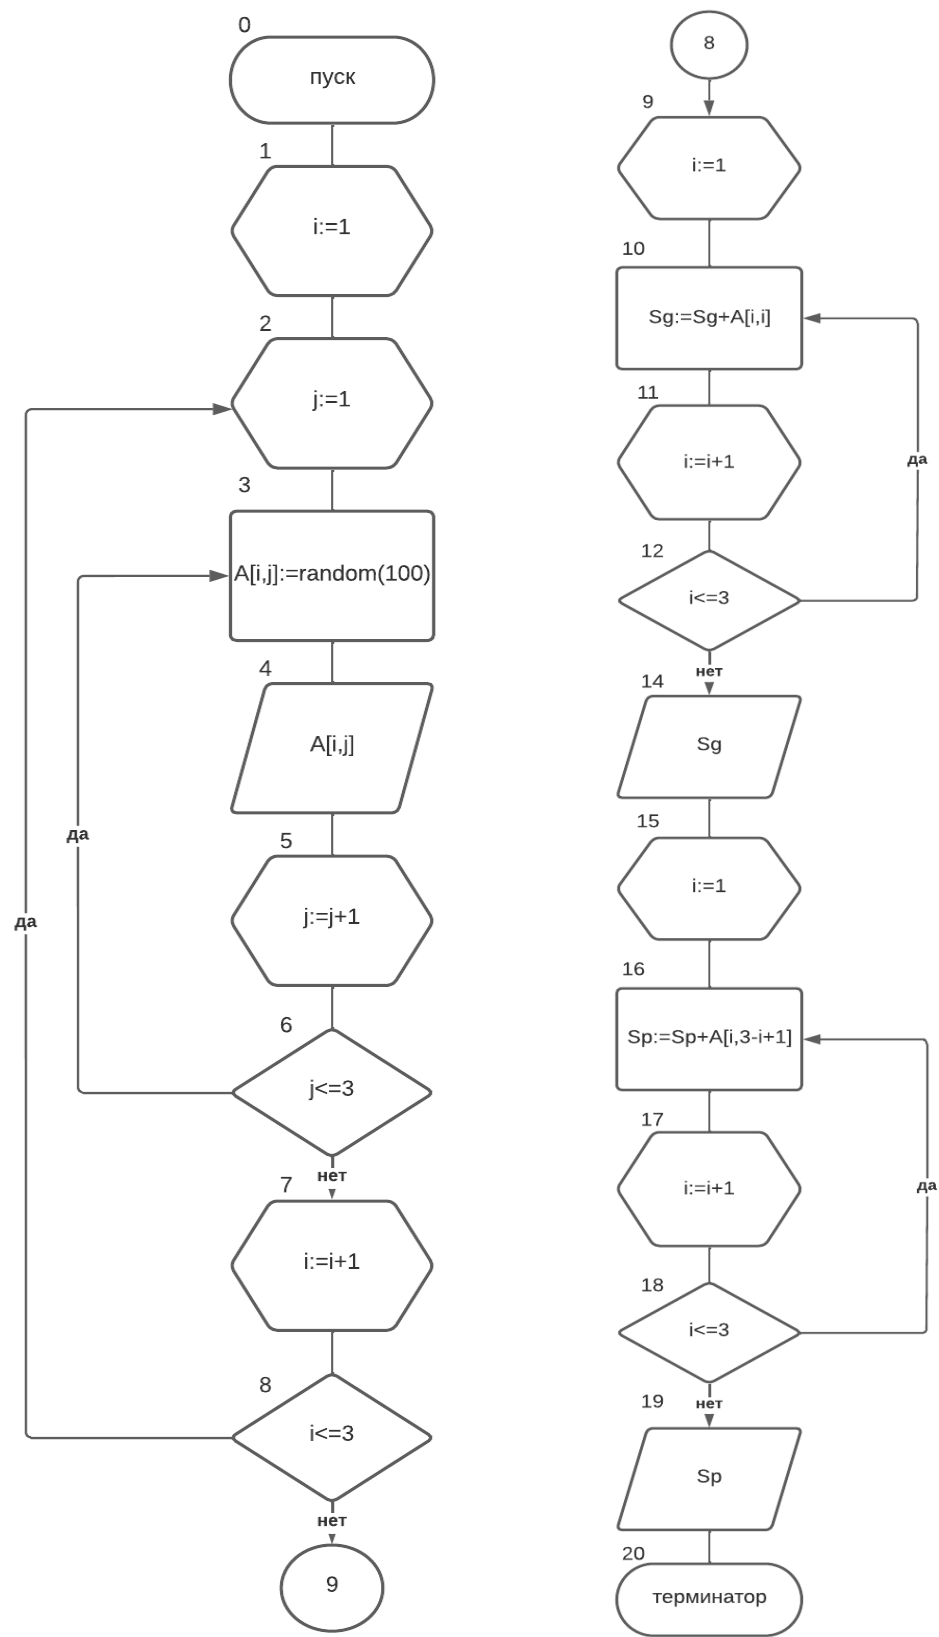 0
пуск
1
i:=1
2
j:=1
3
A[i,j]:=random(100)
4
A[i,j]
да
5
j:=j+1
да
6
j<=3
нет
7
i:=i+1
8
i<=3
нет
9
8
9
i:=1
10
Sg:=Sg+A[i,i]
11
i:=i+1
да
12
i<=3
нет
14
Sg
15
i:=1
16
Sp:=Sp+A[i,3-i+1]
17
i:=i+1
да
18
i<=3
19
нет
Sp
20
терминатор